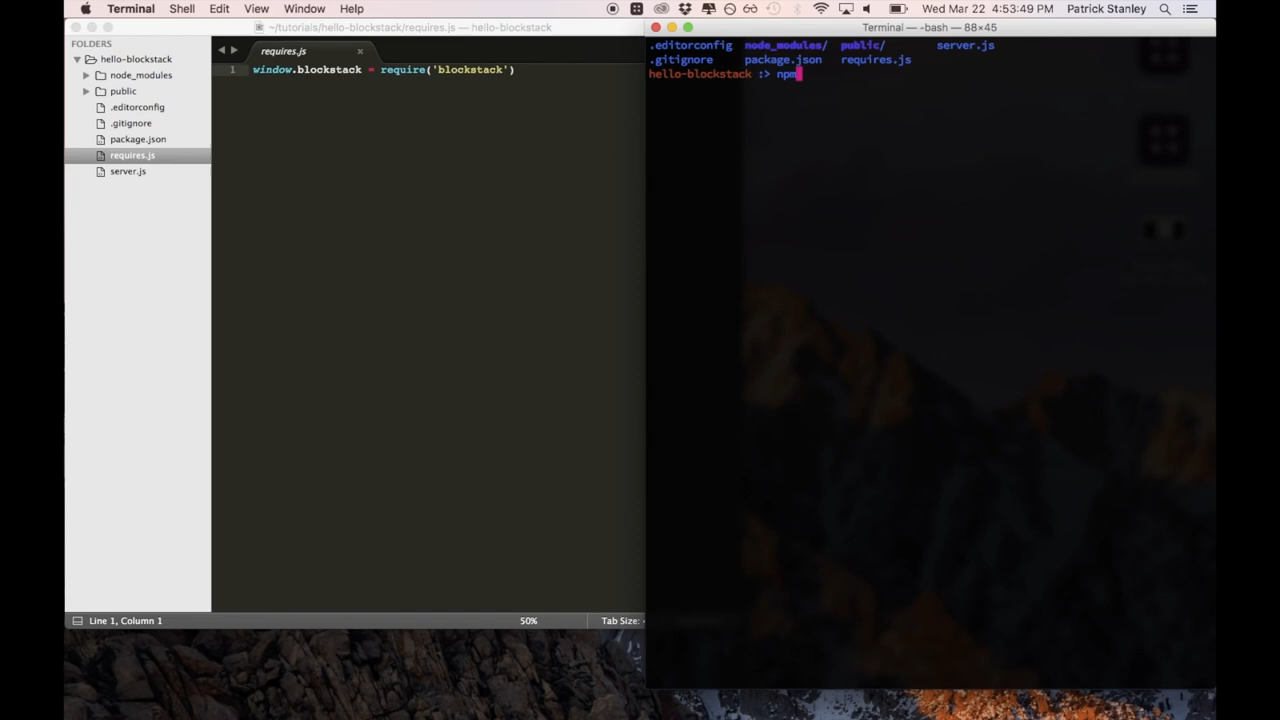 Terminal Shell Edit View Window Help Wed Mar 22 4:53:49 PM Patrick Stanley
~/tutorials/hello-blockstack/requires.js — hello-blockstack
Terminal — -bash — 88×45
FOLDERS
hello-blockstack
node_modules
public
.editorconfig
.gitignore
package.json
requires.js
server.js
requires.js
1 window.blockstack = require('blockstack')
.editorconfig node_modules/ public/ server.js
.gitignore package.json requires.js
hello-blockstack :> npm
Line 1, Column 1 50% Tab Size: